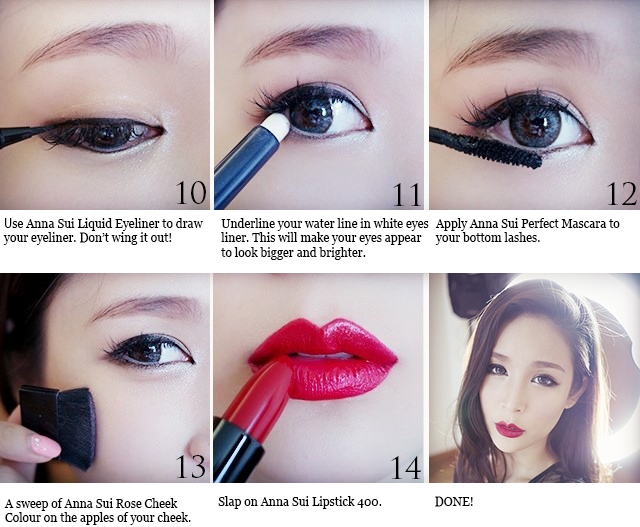 10
Use Anna Sui Liquid Eyeliner to draw
your eyeliner. Don't wing it out!
11
Underline your water line in white eyes
liner. This will make your eyes appear
to look bigger and brighter.
12
Apply Anna Sui Perfect Mascara to
your bottom lashes.
13
A sweep of Anna Sui Rose Cheek
Colour on the apples of your cheek.
14
Slap on Anna Sui Lipstick 400.
DONE!